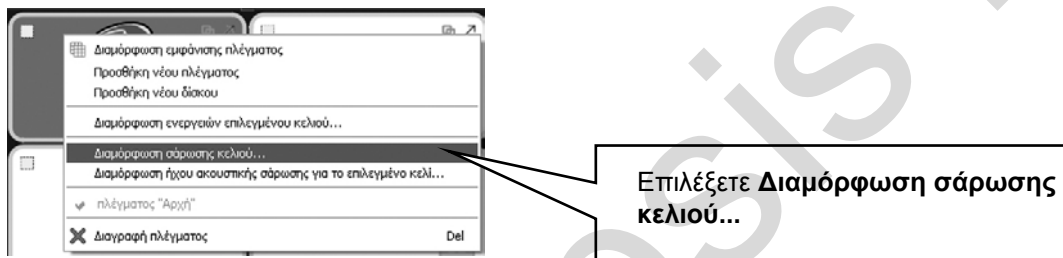 Διαμόρφωση εμφάνισης πλέγματος
Προσθήκη νέου πλέγματος
Προσθήκη νέου δίσκου
Διαμόρφωση ενεργειών επιλεγμένου κελιού...
Διαμόρφωση σάρωσης κελιού...
Διαμόρφωση ήχου ακουστικής σάρωσης για το επιλεγμένο κελί...
πλέγματος "Αρχή"
Διαγραφή πλέγματος Del
Επιλέξετε Διαμόρφωση σάρωσης
κελιού...